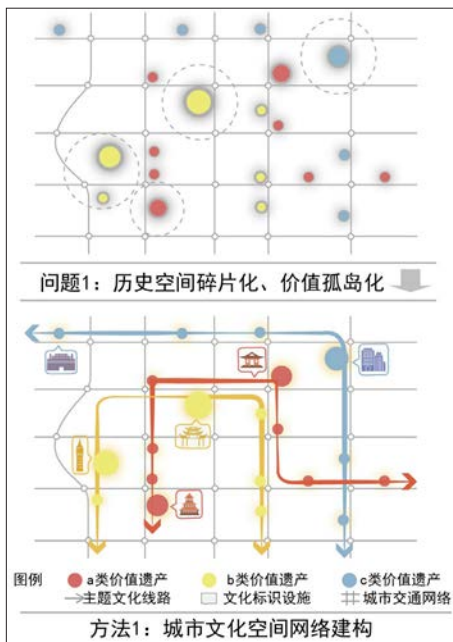 问题1：历史空间碎片化、价值孤岛化
图例 a类价值遗产 b类价值遗产 c类价值遗产
主题文化线路 文化标识设施 城市交通网络
方法1：城市文化空间网络建构